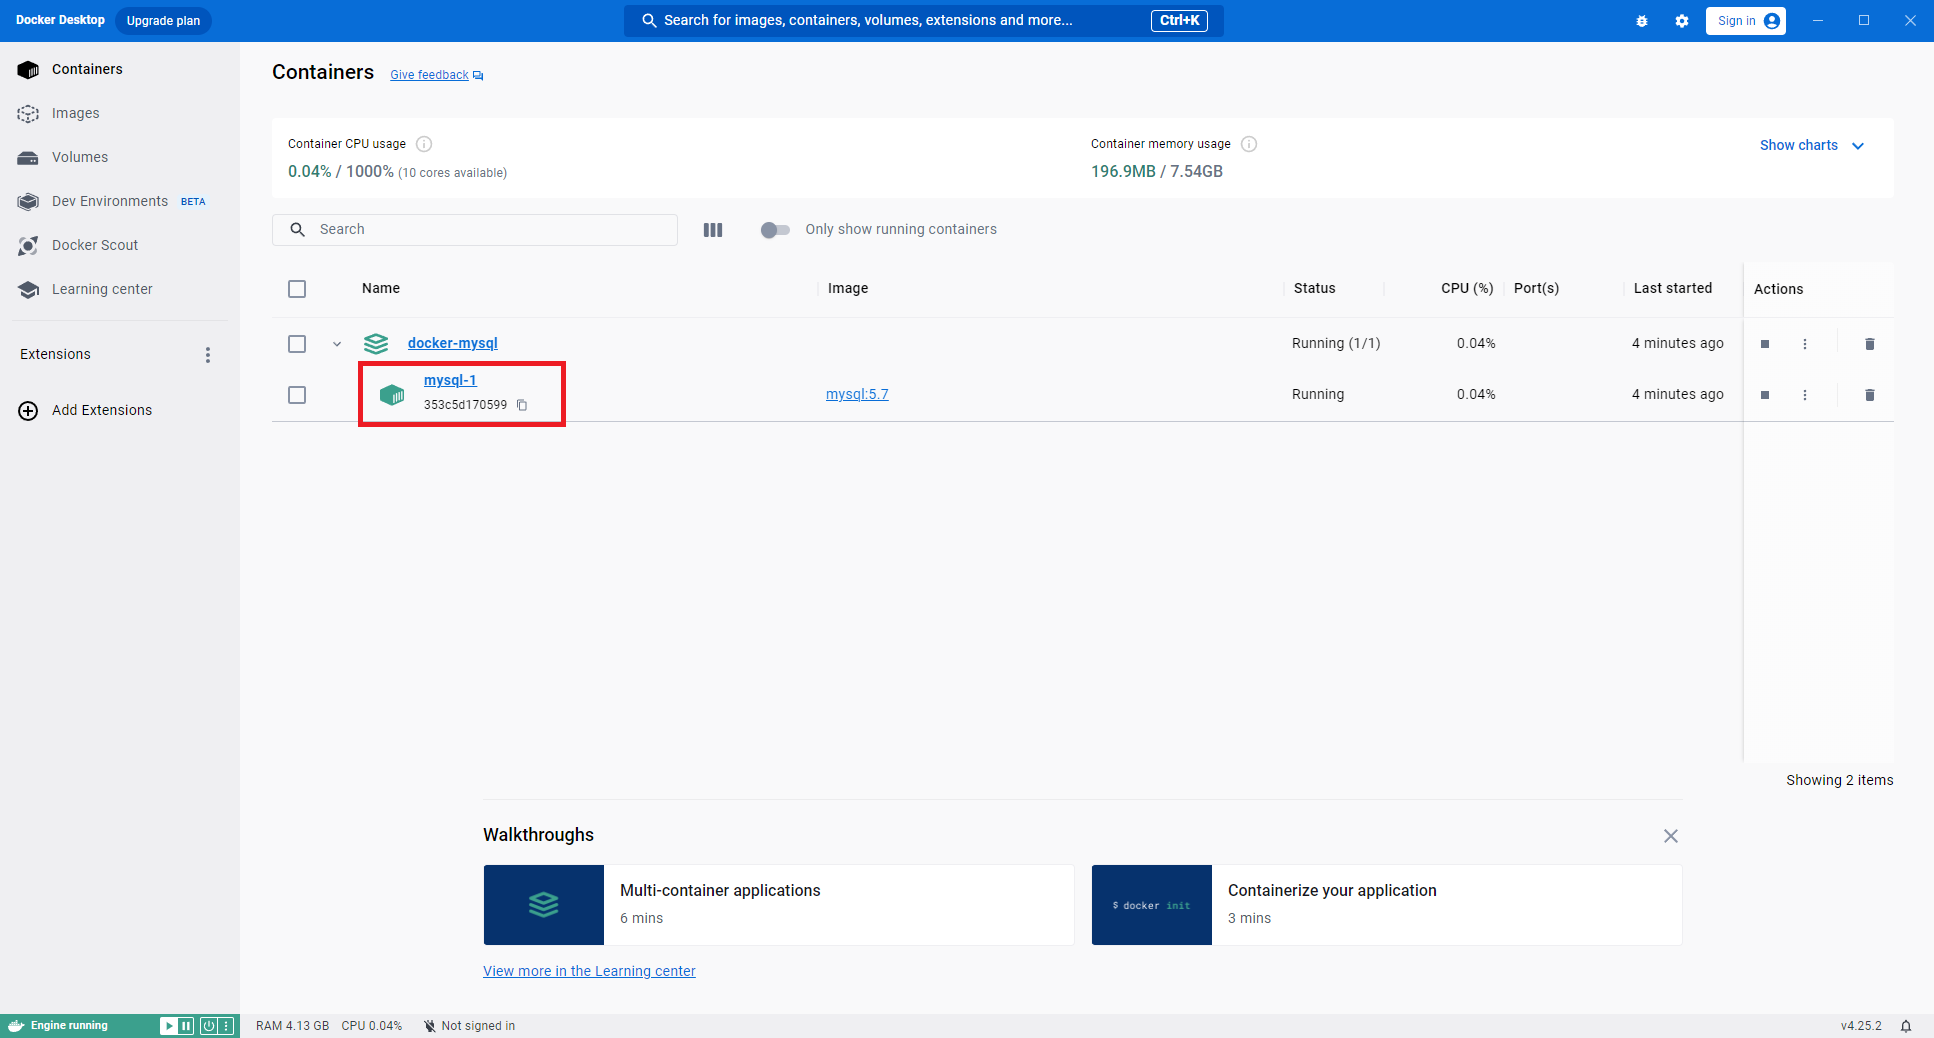 Docker Desktop Upgrade plan Search for images, containers, volumes, extensions and more... Ctrl+K Sign in
Containers
Images
Volumes
Dev Environments BETA
Docker Scout
Learning center
Extensions
Add Extensions
Containers Give feedback
Container CPU usage
0.04% / 1000% (10 cores available)
Container memory usage
196.9MB / 7.54GB
Show charts
Search Only show running containers
Name Image Status CPU (%) Port(s) Last started Actions
docker-mysql Running (1/1) 0.04% 4 minutes ago
mysql-1
353c5d170599
mysql:5.7 Running 0.04% 4 minutes ago
Showing 2 items
Walkthroughs
Multi-container applications
6 mins
$ docker init
Containerize your application
3 mins
View more in the Learning center
Engine running RAM 4.13 GB CPU 0.04% Not signed in v4.25.2